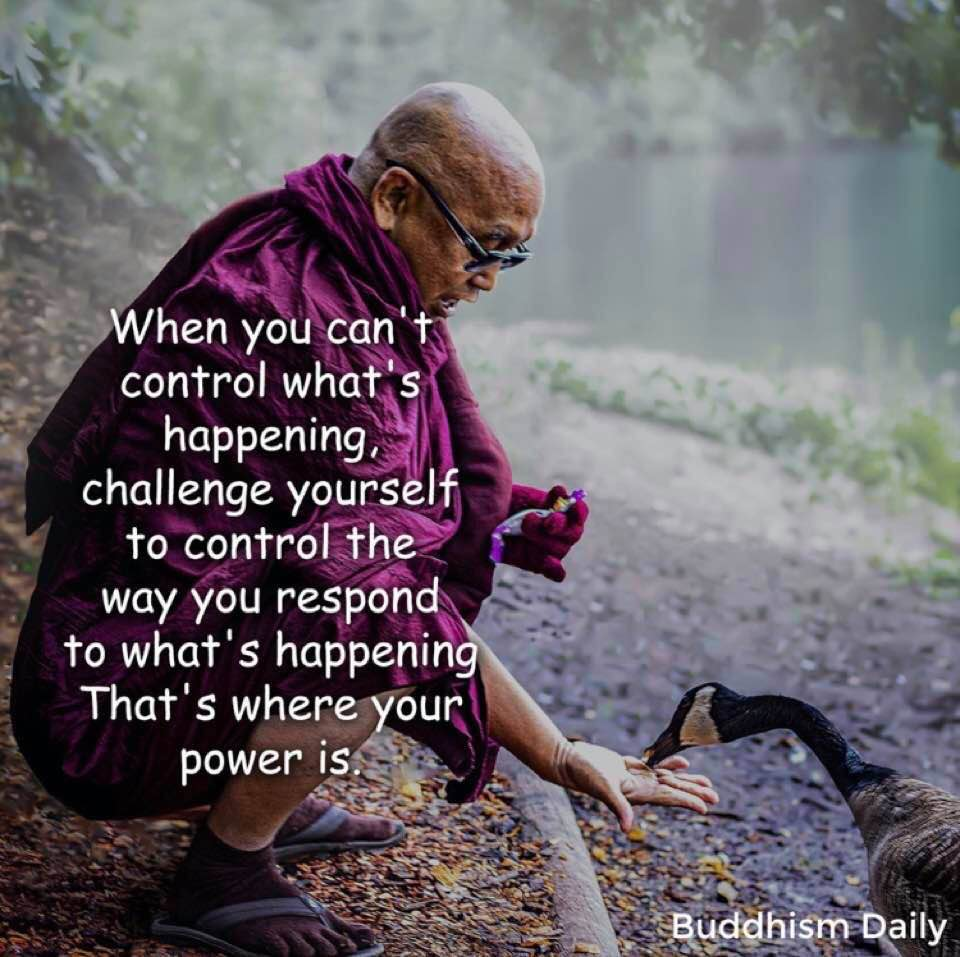 When you can't
control what's
happening,
challenge yourself
to control the
way you respond
to what's happening
That's where your
power is.
Buddhism Daily